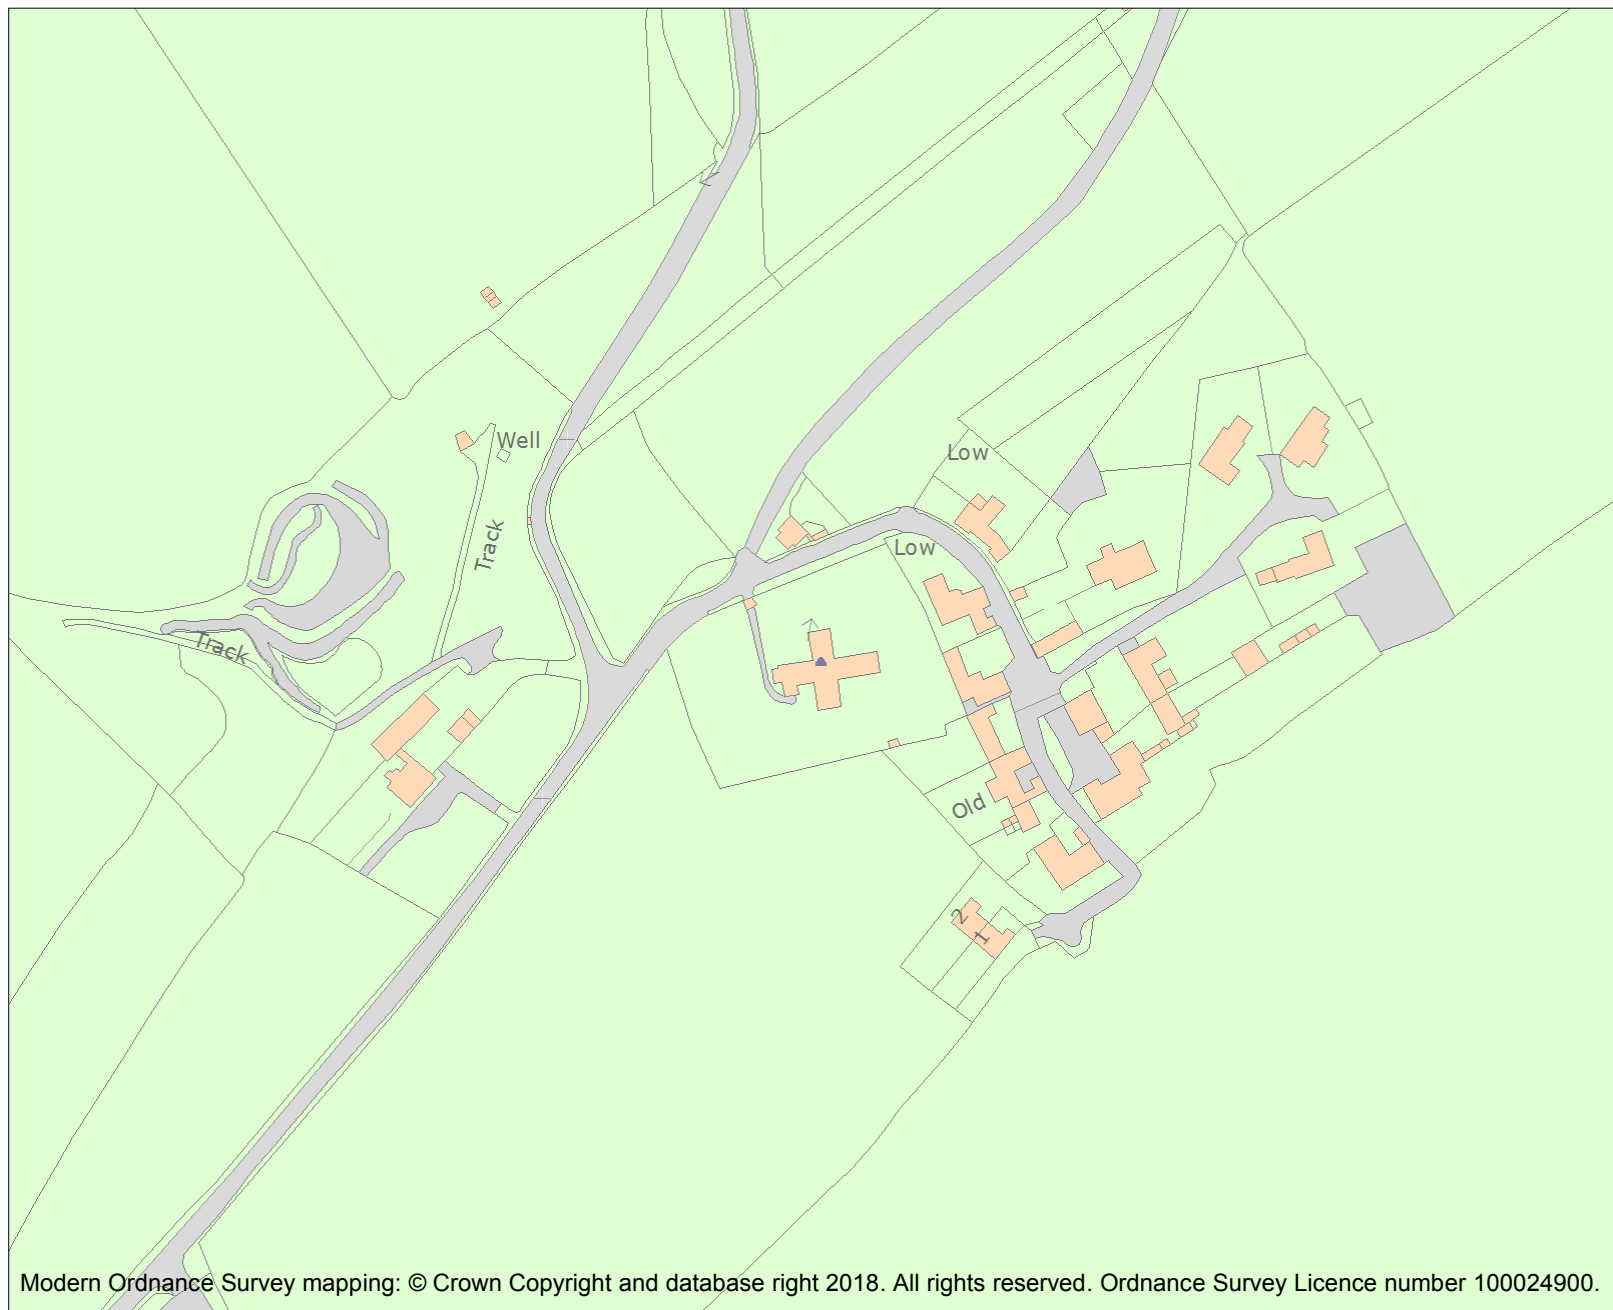 Well
Low
Track
Low
Track
Old
2
1
Modern Ordnance Survey mapping: © Crown Copyright and database right 2018. All rights reserved. Ordnance Survey Licence number 100024900.